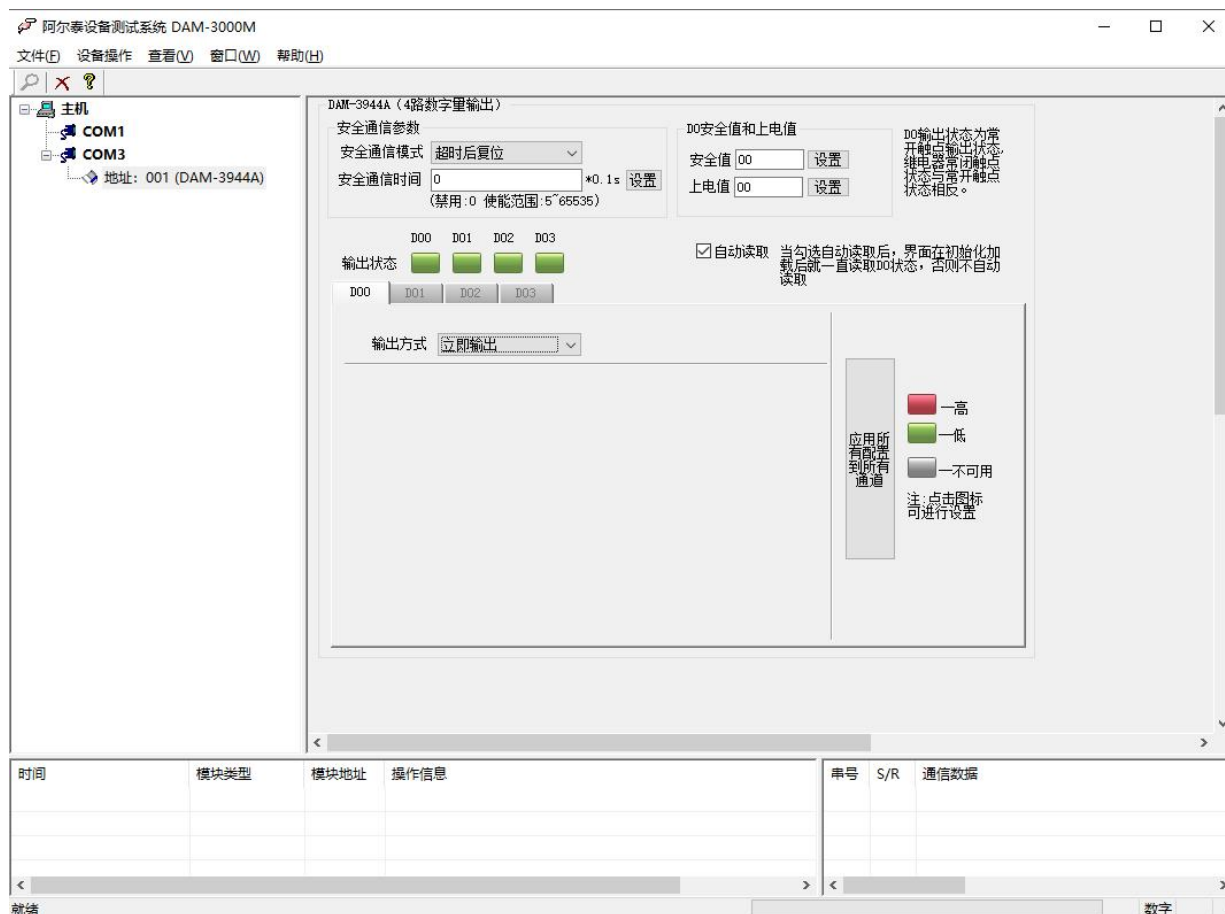 阿尔泰设备测试系统 DAM-3000M
文件(F) 设备操作 查看(V) 窗口(W) 帮助(H)
主机
COM1
COM3
地址：001 (DAM-3944A)
DAM-3944A（4路数字量输出）
安全通信参数
安全通信模式 超时后复位
安全通信时间 0 *0.1s 设置
(禁用:0 使能范围:5~65535)
DO安全值和上电值
安全值 00 设置
上电值 00 设置
DO输出状态为常
开触点输出状态,
继电器常闭触点
状态与常开触点
状态相反。
DO0 DO1 DO2 DO3
输出状态
自动读取 当勾选自动读取后，界面在初始化加
载后就一直读取DO状态，否则不自动
读取
DO0 DO1 DO2 DO3
输出方式 立即输出
应用所
有配置
到所有
通道
—高
—低
—不可用
注:点击图标
可进行设置
时间 模块类型 模块地址 操作信息
串号 S/R 通信数据
就绪 数字